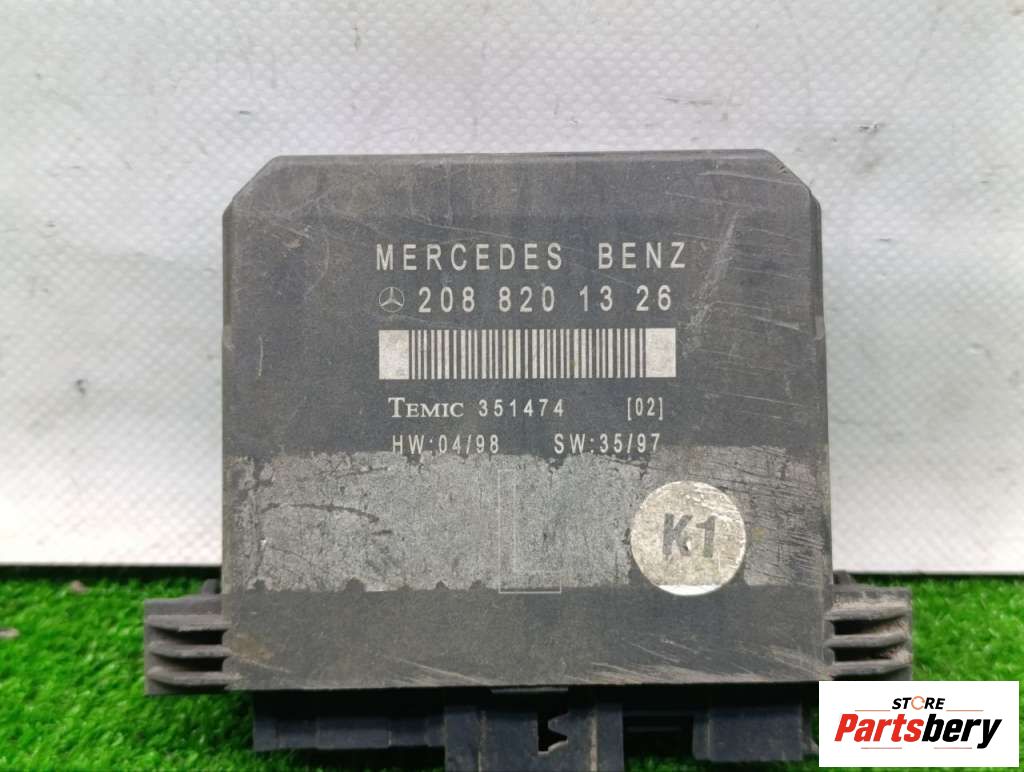 MERCEDES BENZ
208 820 13 26
TEMIC 351474 [02]
HW:04/98 SW:35/97
L
K1
STORE
Partsbery